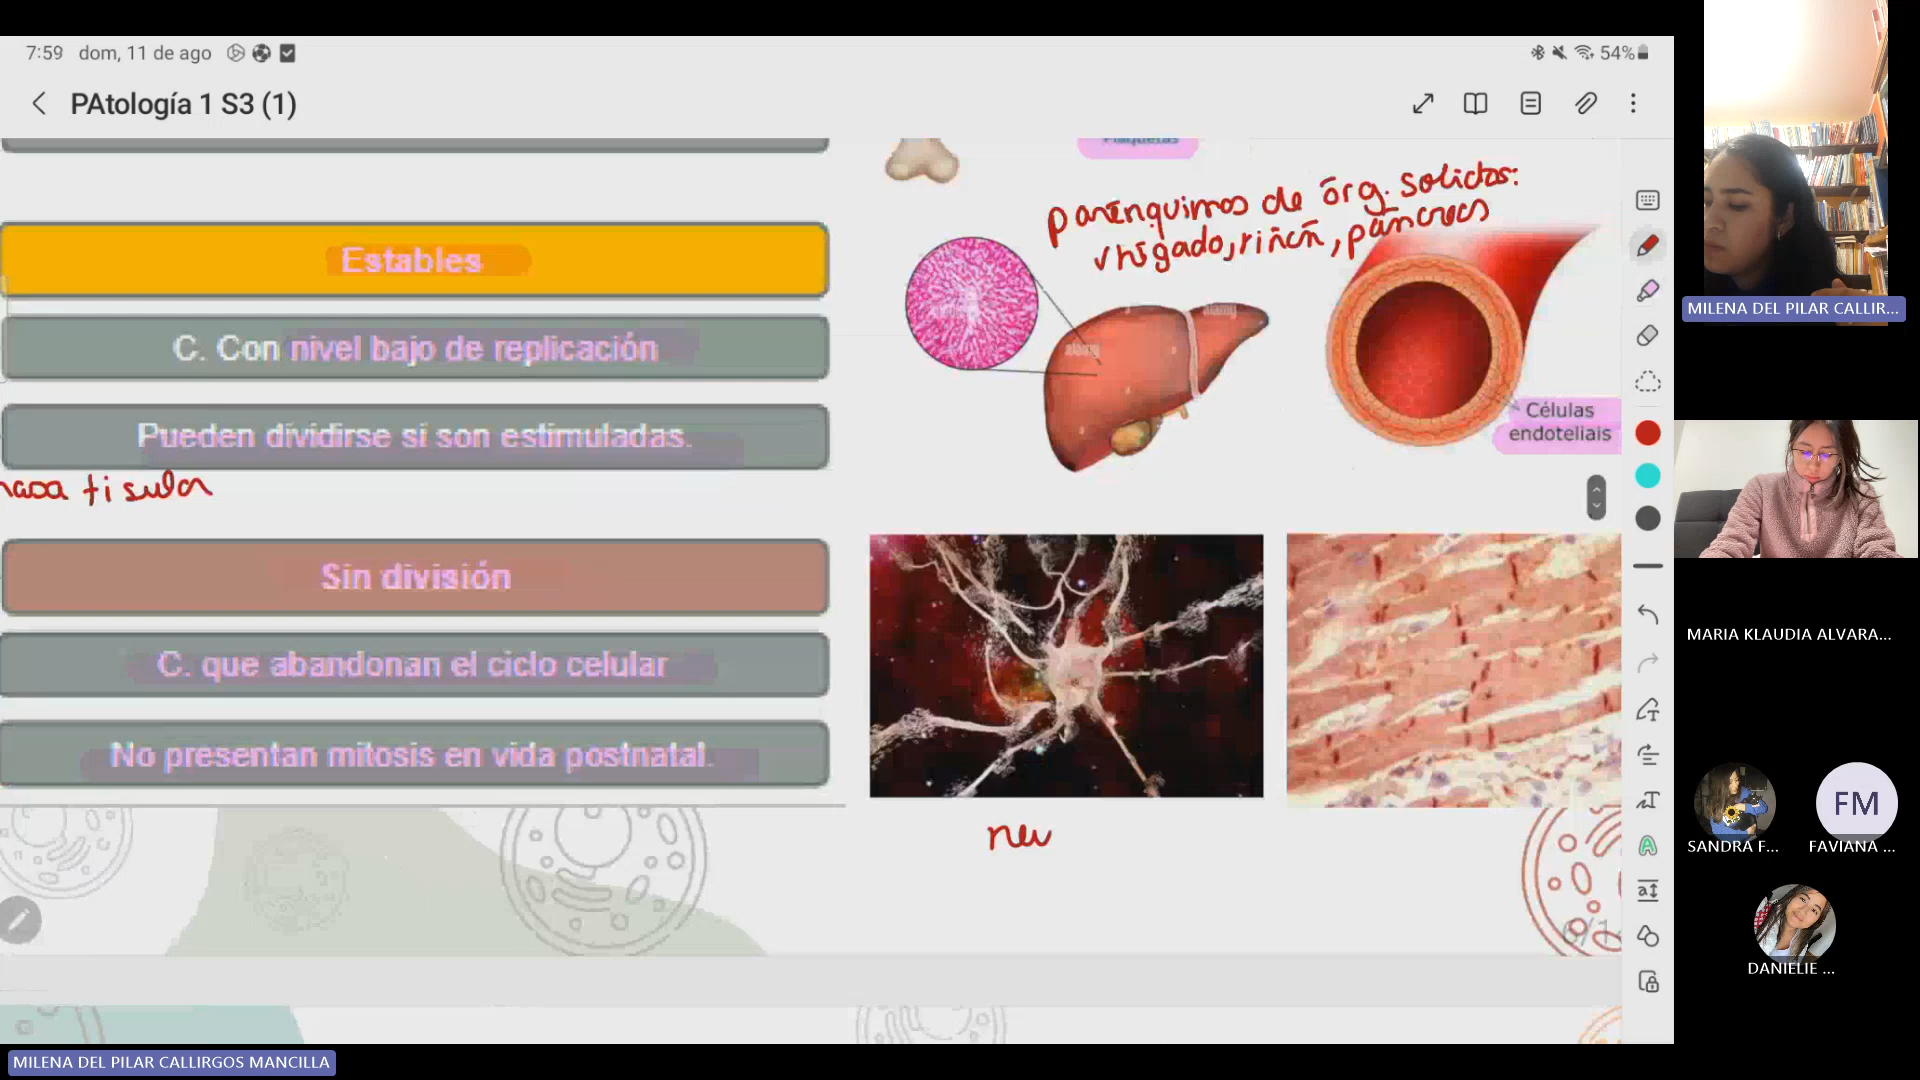 7:59 dom, 11 de ago
54%
PAtología 1 S3 (1)
Plaquetas
parénquimas de órg. solidos:
hígado, riñón, páncreas
Estables
C. Con nivel bajo de replicación
Pueden dividirse si son estimuladas.
tisular
Células
endoteliais
Sin división
C. que abandonan el ciclo celular
No presentan mitosis en vida postnatal.
neu
MILENA DEL PILAR CALLIR...
MARIA KLAUDIA ALVARA...
FM
SANDRA F...
FAVIANA ...
DANIELIE ...
MILENA DEL PILAR CALLIRGOS MANCILLA